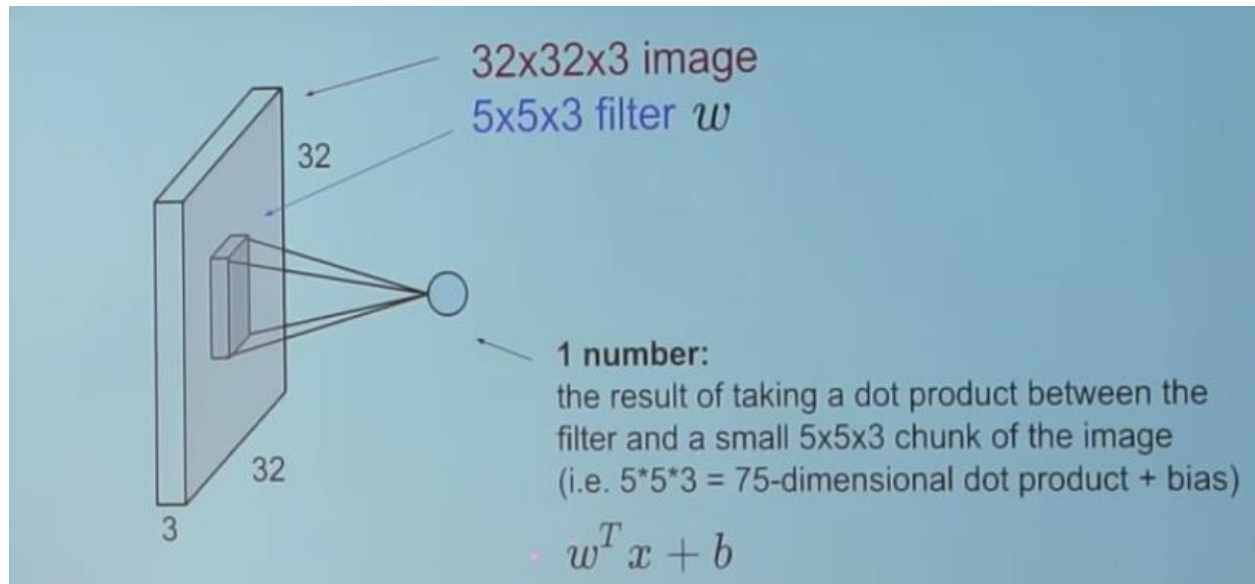 32x32x3 image
5x5x3 filter w
32
32
3
1 number:
the result of taking a dot product between the
filter and a small 5x5x3 chunk of the image
(i.e. 5*5*3 = 75-dimensional dot product + bias)
w^T x + b